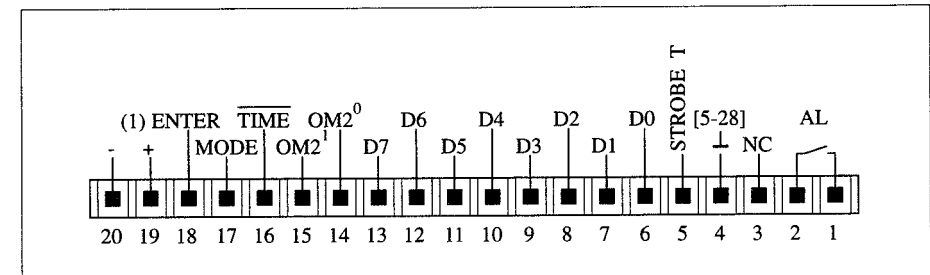 STROBE T
(1) ENTER TIME OM2⁰ D6 D4 D2 D0 [5-28] AL
- + MODE OM2¹ D7 D5 D3 D1 NC
20 19 18 17 16 15 14 13 12 11 10 9 8 7 6 5 4 3 2 1